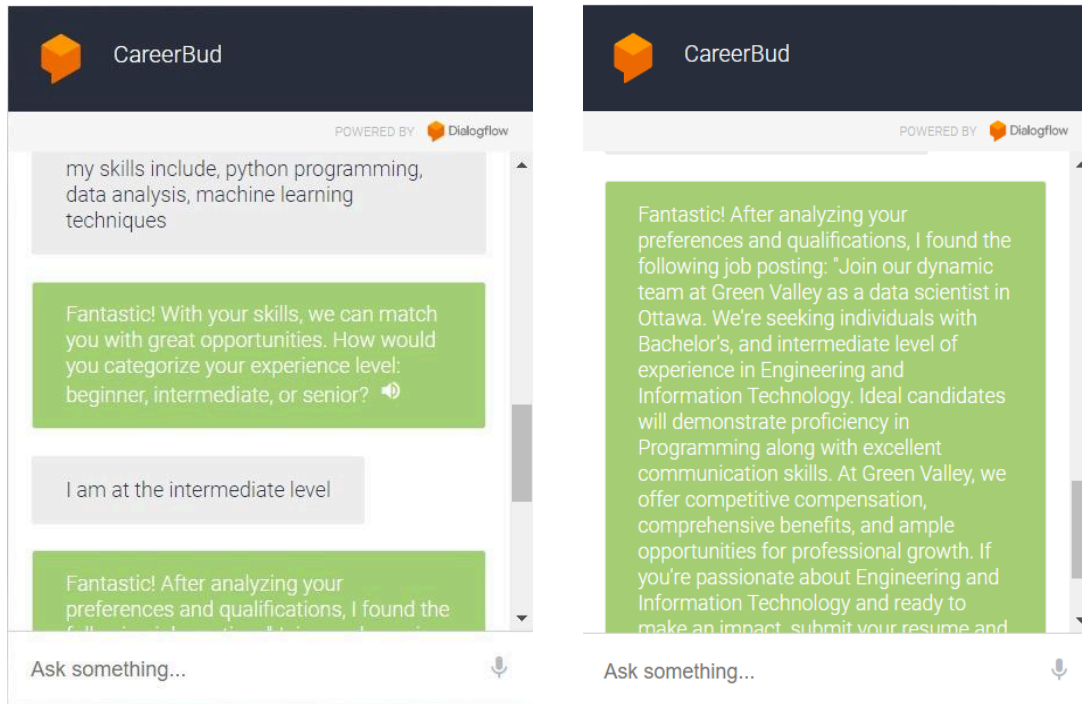 CareerBud
POWERED BY Dialogflow
my skills include, python programming,
data analysis, machine learning
techniques
Fantastic! With your skills, we can match
you with great opportunities. How would
you categorize your experience level:
beginner, intermediate, or senior?
I am at the intermediate level
Fantastic! After analyzing your
preferences and qualifications, I found the
Ask something...
CareerBud
POWERED BY Dialogflow
Fantastic! After analyzing your
preferences and qualifications, I found the
following job posting: "Join our dynamic
team at Green Valley as a data scientist in
Ottawa. We're seeking individuals with
Bachelor's, and intermediate level of
experience in Engineering and
Information Technology. Ideal candidates
will demonstrate proficiency in
Programming along with excellent
communication skills. At Green Valley, we
offer competitive compensation,
comprehensive benefits, and ample
opportunities for professional growth. If
you're passionate about Engineering and
Information Technology and ready to
make an impact, submit your resume and
Ask something...